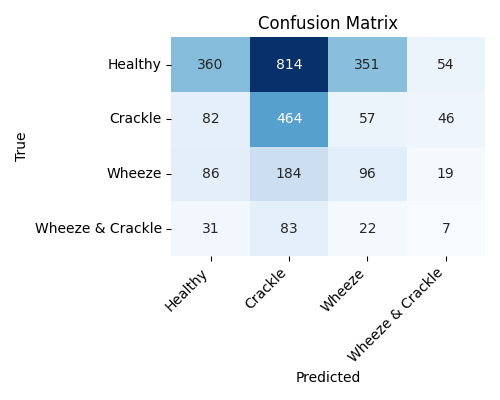 Confusion Matrix
True
Healthy 360 814 351 54
Crackle 82 464 57 46
Wheeze 86 184 96 19
Wheeze & Crackle 31 83 22 7
Healthy Crackle Wheeze Wheeze & Crackle
Predicted